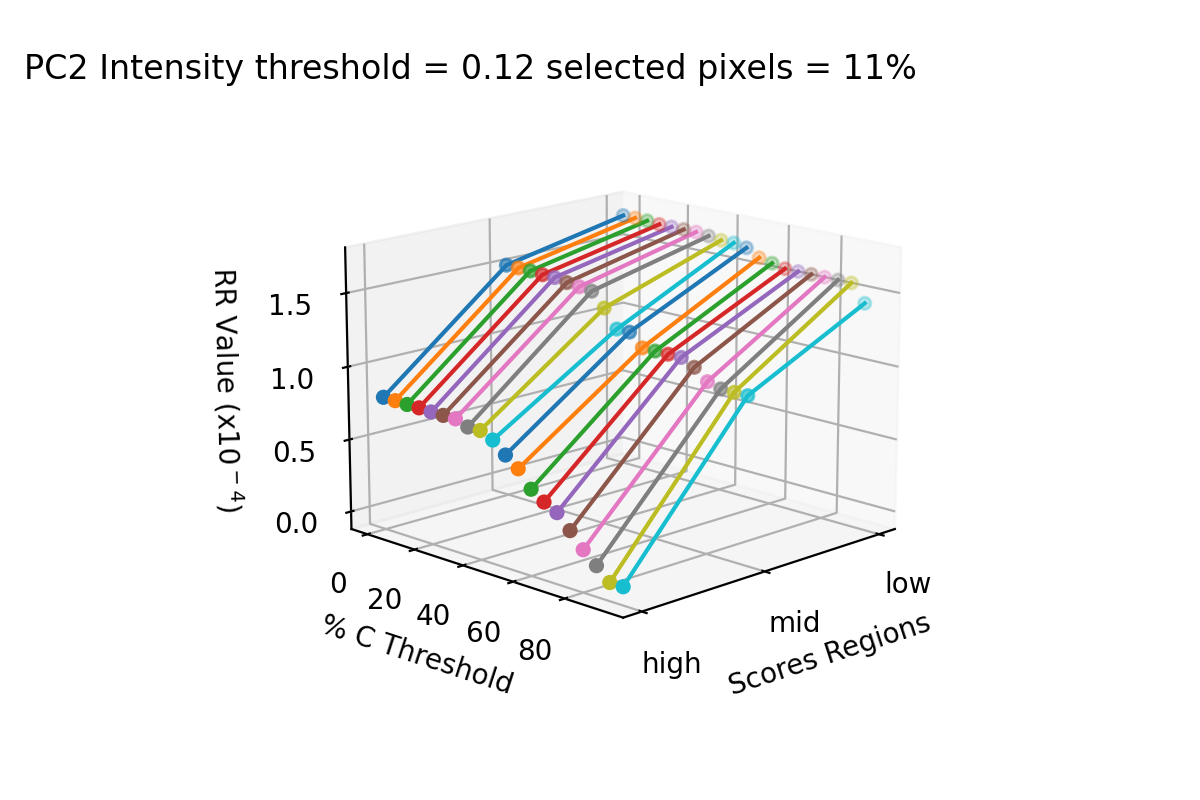 PC2 Intensity threshold = 0.12 selected pixels = 11%
RR Value (x10⁻⁴)
1.5
1.0
0.5
0.0
0
20
40
60
80
% C Threshold
high
mid
low
Scores Regions